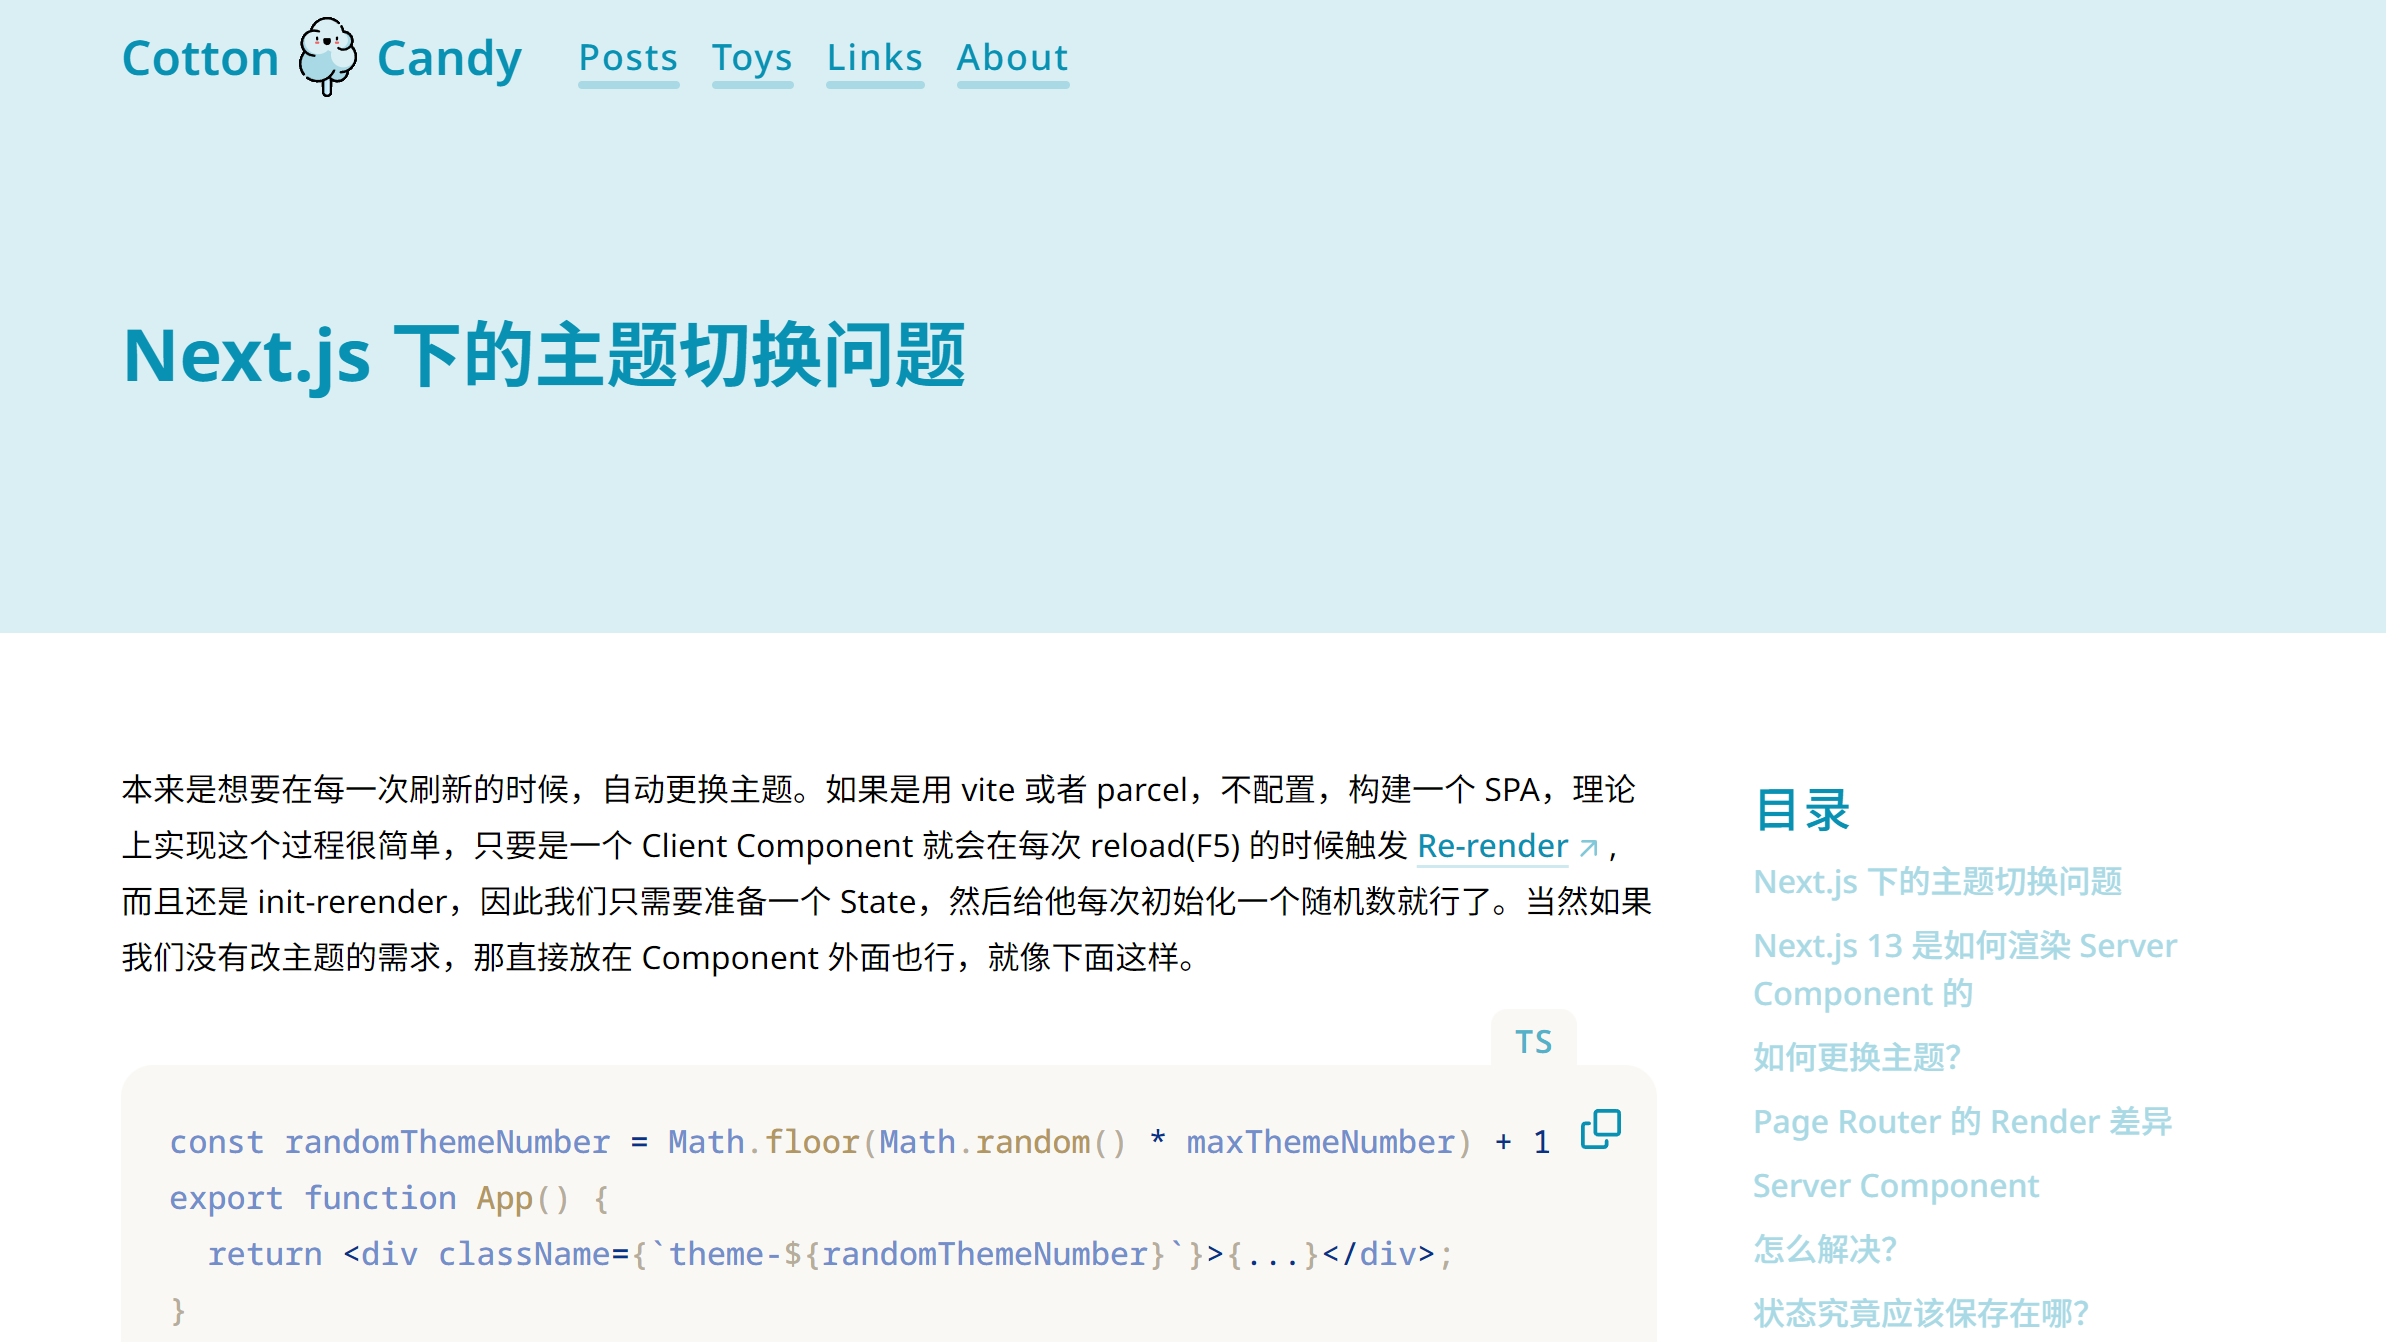 Cotton Candy
Posts Toys Links About
Next.js 下的主题切换问题
本来是想要在每一次刷新的时候，自动更换主题。如果是用 vite 或者 parcel，不配置，构建一个 SPA，理论
上实现这个过程很简单，只要是一个 Client Component 就会在每次 reload(F5) 的时候触发 Re-render ，
而且还是 init-rerender，因此我们只需要准备一个 State，然后给他每次初始化一个随机数就行了。当然如果
我们没有改主题的需求，那直接放在 Component 外面也行，就像下面这样。
TS
const randomThemeNumber = Math.floor(Math.random() * maxThemeNumber) + 1
export function App() {
  return <div className={`theme-${randomThemeNumber}`}>{...}</div>;
}
目录
Next.js 下的主题切换问题
Next.js 13 是如何渲染 Server
Component 的
如何更换主题？
Page Router 的 Render 差异
Server Component
怎么解决？
状态究竟应该保存在哪？